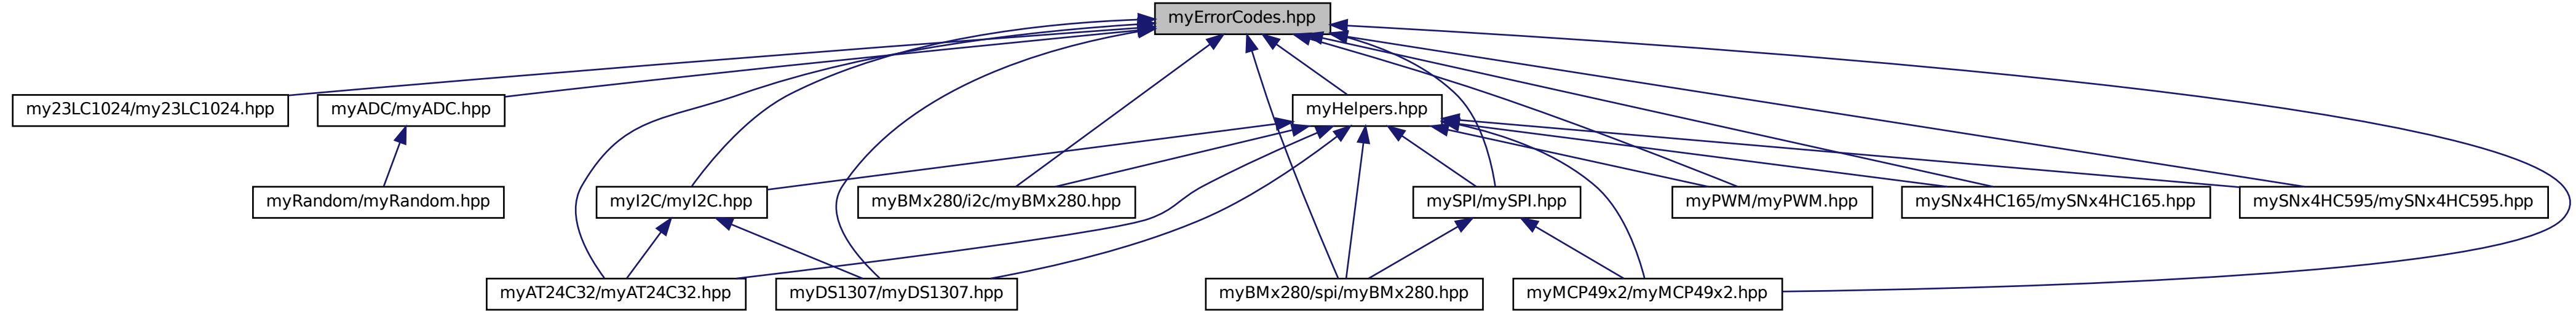 myErrorCodes.hpp
my23LC1024/my23LC1024.hpp
myADC/myADC.hpp
myHelpers.hpp
myRandom/myRandom.hpp
myI2C/myI2C.hpp
myBMx280/i2c/myBMx280.hpp
mySPI/mySPI.hpp
myPWM/myPWM.hpp
mySNx4HC165/mySNx4HC165.hpp
mySNx4HC595/mySNx4HC595.hpp
myAT24C32/myAT24C32.hpp
myDS1307/myDS1307.hpp
myBMx280/spi/myBMx280.hpp
myMCP49x2/myMCP49x2.hpp